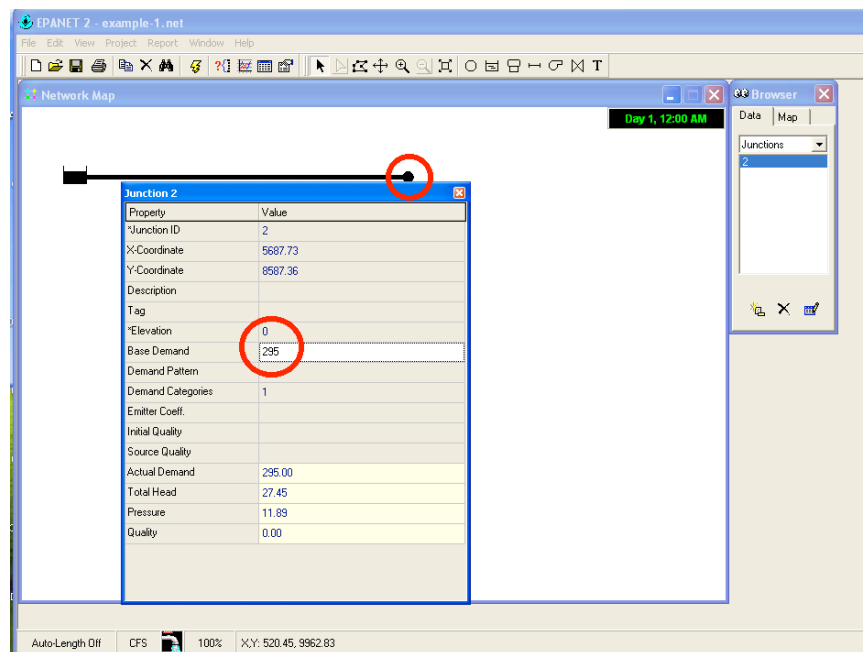 EPANET 2 - example-1.net
File Edit View Project Report Window Help
T
Network Map
Day 1, 12:00 AM
Browser
Data Map
Junctions
2
Junction 2
Property Value
*Junction ID 2
X-Coordinate 5687.73
Y-Coordinate 8587.36
Description
Tag
*Elevation 0
Base Demand 295
Demand Pattern
Demand Categories 1
Emitter Coeff.
Initial Quality
Source Quality
Actual Demand 295.00
Total Head 27.45
Pressure 11.89
Quality 0.00
Auto-Length Off CFS 100% X,Y: 520.45, 9962.83